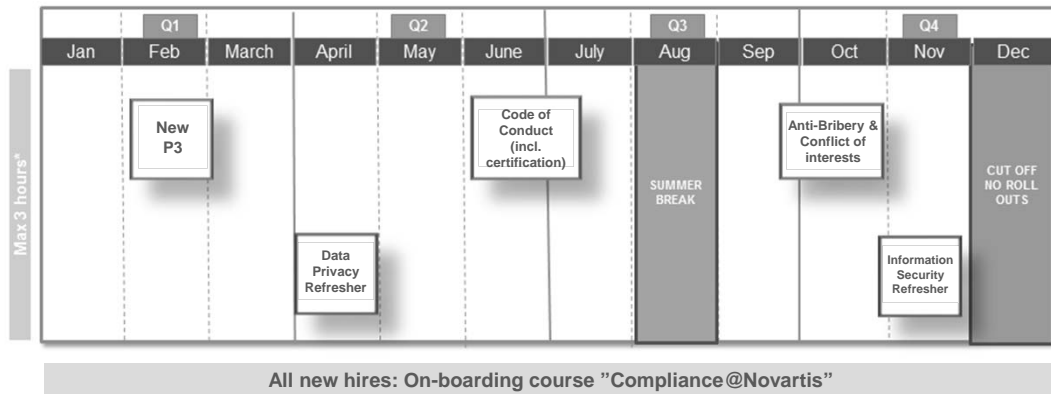 Q1
Q2
Q3
Q4
Jan
Feb
March
April
May
June
July
Aug
Sep
Oct
Nov
Dec
Max 3 hours*
New
P3
Data
Privacy
Refresher
Code of
Conduct
(incl.
certification)
SUMMER
BREAK
Anti-Bribery &
Conflict of
interests
Information
Security
Refresher
CUT OFF
NO ROLL
OUTS
All new hires: On-boarding course ”Compliance@Novartis”